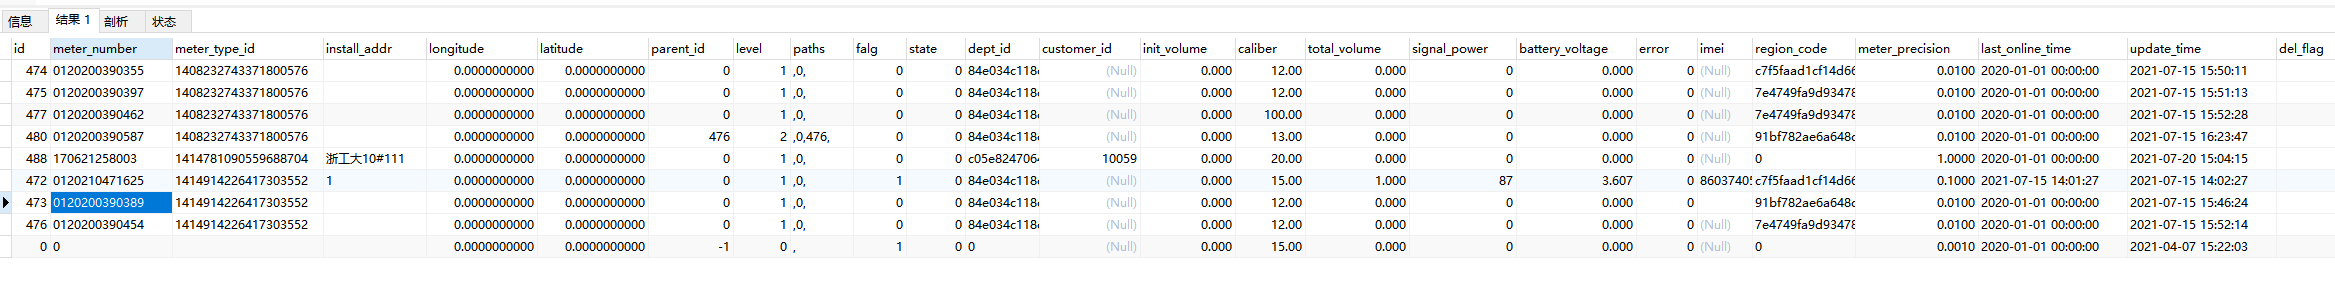 信息 结果 1 剖析 状态
id meter_number meter_type_id install_addr longitude latitude parent_id level paths falg state dept_id customer_id init_volume caliber total_volume signal_power battery_voltage error imei region_code meter_precision last_online_time update_time del_flag
474 0120200390355 1408232743371800576 0.0000000000 0.0000000000 0 1 ,0, 0 0 84e034c118 (Null) 0.000 12.00 0.000 0 0.000 0 (Null) c7f5faad1cf14d66 0.0100 2020-01-01 00:00:00 2021-07-15 15:50:11
475 0120200390397 1408232743371800576 0.0000000000 0.0000000000 0 1 ,0, 0 0 84e034c118 (Null) 0.000 12.00 0.000 0 0.000 0 (Null) 7e4749fa9d93478 0.0100 2020-01-01 00:00:00 2021-07-15 15:51:13
477 0120200390462 1408232743371800576 0.0000000000 0.0000000000 0 1 ,0, 0 0 84e034c118 (Null) 0.000 100.00 0.000 0 0.000 0 (Null) 7e4749fa9d93478 0.0100 2020-01-01 00:00:00 2021-07-15 15:52:28
480 0120200390587 1408232743371800576 0.0000000000 0.0000000000 476 2 ,0,476, 0 0 84e034c118 (Null) 0.000 13.00 0.000 0 0.000 0 (Null) 91bf782ae6a648 0.0100 2020-01-01 00:00:00 2021-07-15 16:23:47
488 170621258003 1414781090559688704 浙工大10#111 0.0000000000 0.0000000000 0 1 ,0, 0 0 c05e8247064 10059 0.000 20.00 0.000 0 0.000 0 (Null) 0 1.0000 2020-01-01 00:00:00 2021-07-20 15:04:15
472 0120210471625 1414914226417303552 1 0.0000000000 0.0000000000 0 1 ,0, 1 0 84e034c118 (Null) 0.000 15.00 1.000 87 3.607 0 86037405 c7f5faad1cf14d66 0.1000 2021-07-15 14:01:27 2021-07-15 14:02:27
473 0120200390389 1414914226417303552 0.0000000000 0.0000000000 0 1 ,0, 0 0 84e034c118 (Null) 0.000 12.00 0.000 0 0.000 0 91bf782ae6a648 0.0100 2020-01-01 00:00:00 2021-07-15 15:46:24
476 0120200390454 1414914226417303552 0.0000000000 0.0000000000 0 1 ,0, 0 0 84e034c118 (Null) 0.000 12.00 0.000 0 0.000 0 (Null) 7e4749fa9d93478 0.0100 2020-01-01 00:00:00 2021-07-15 15:52:14
0 0 0.0000000000 0.0000000000 -1 0 , 1 0 0 (Null) 0.000 15.00 0.000 0 0.000 0 (Null) 0 0.0010 2020-01-01 00:00:00 2021-04-07 15:22:03